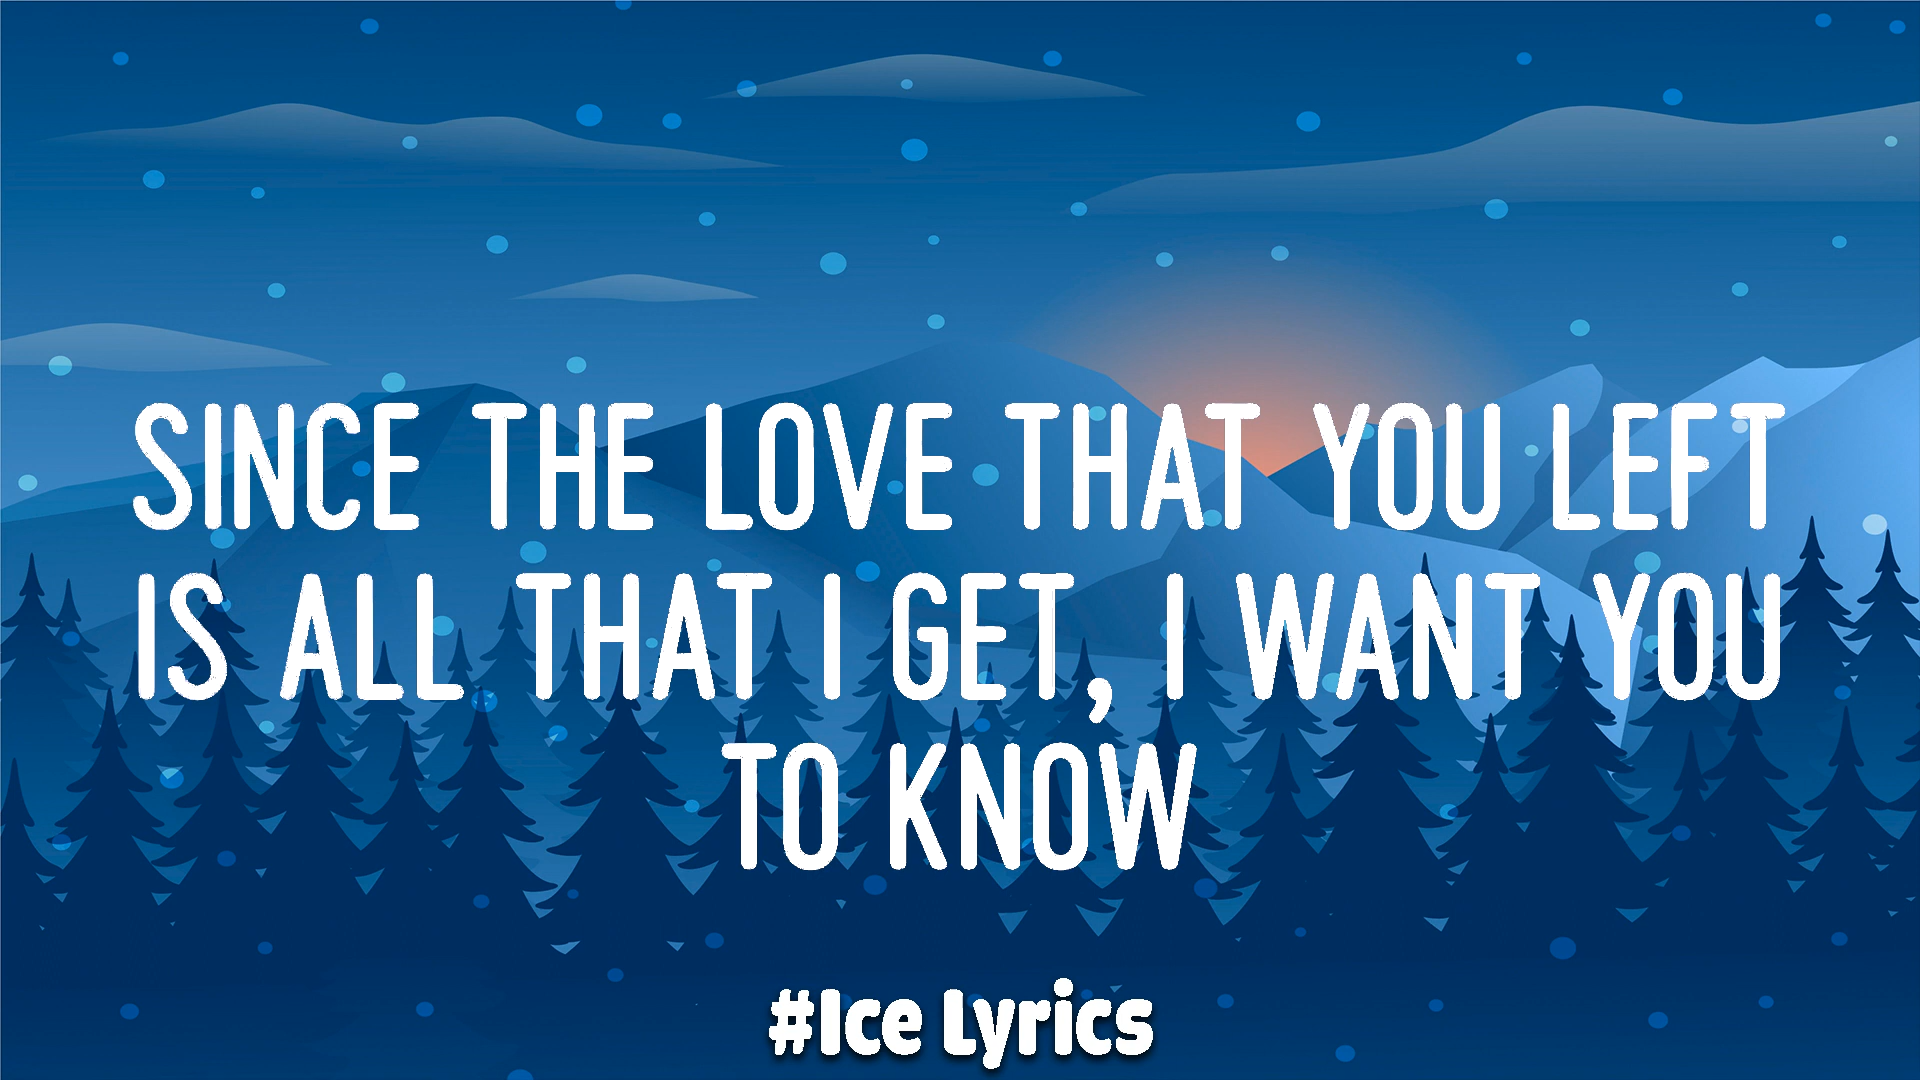 SINCE THE LOVE THAT YOU LEFT
IS ALL THAT I GET, I WANT YOU
TO KNOW
#Ice Lyrics